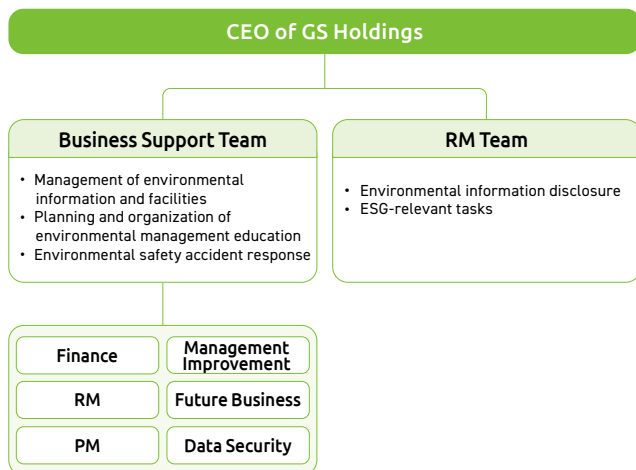 CEO of GS Holdings
Business Support Team
• Management of environmental
information and facilities
• Planning and organization of
environmental management education
• Environmental safety accident response
RM Team
• Environmental information disclosure
• ESG-relevant tasks
Finance
Management
Improvement
RM
Future Business
PM
Data Security